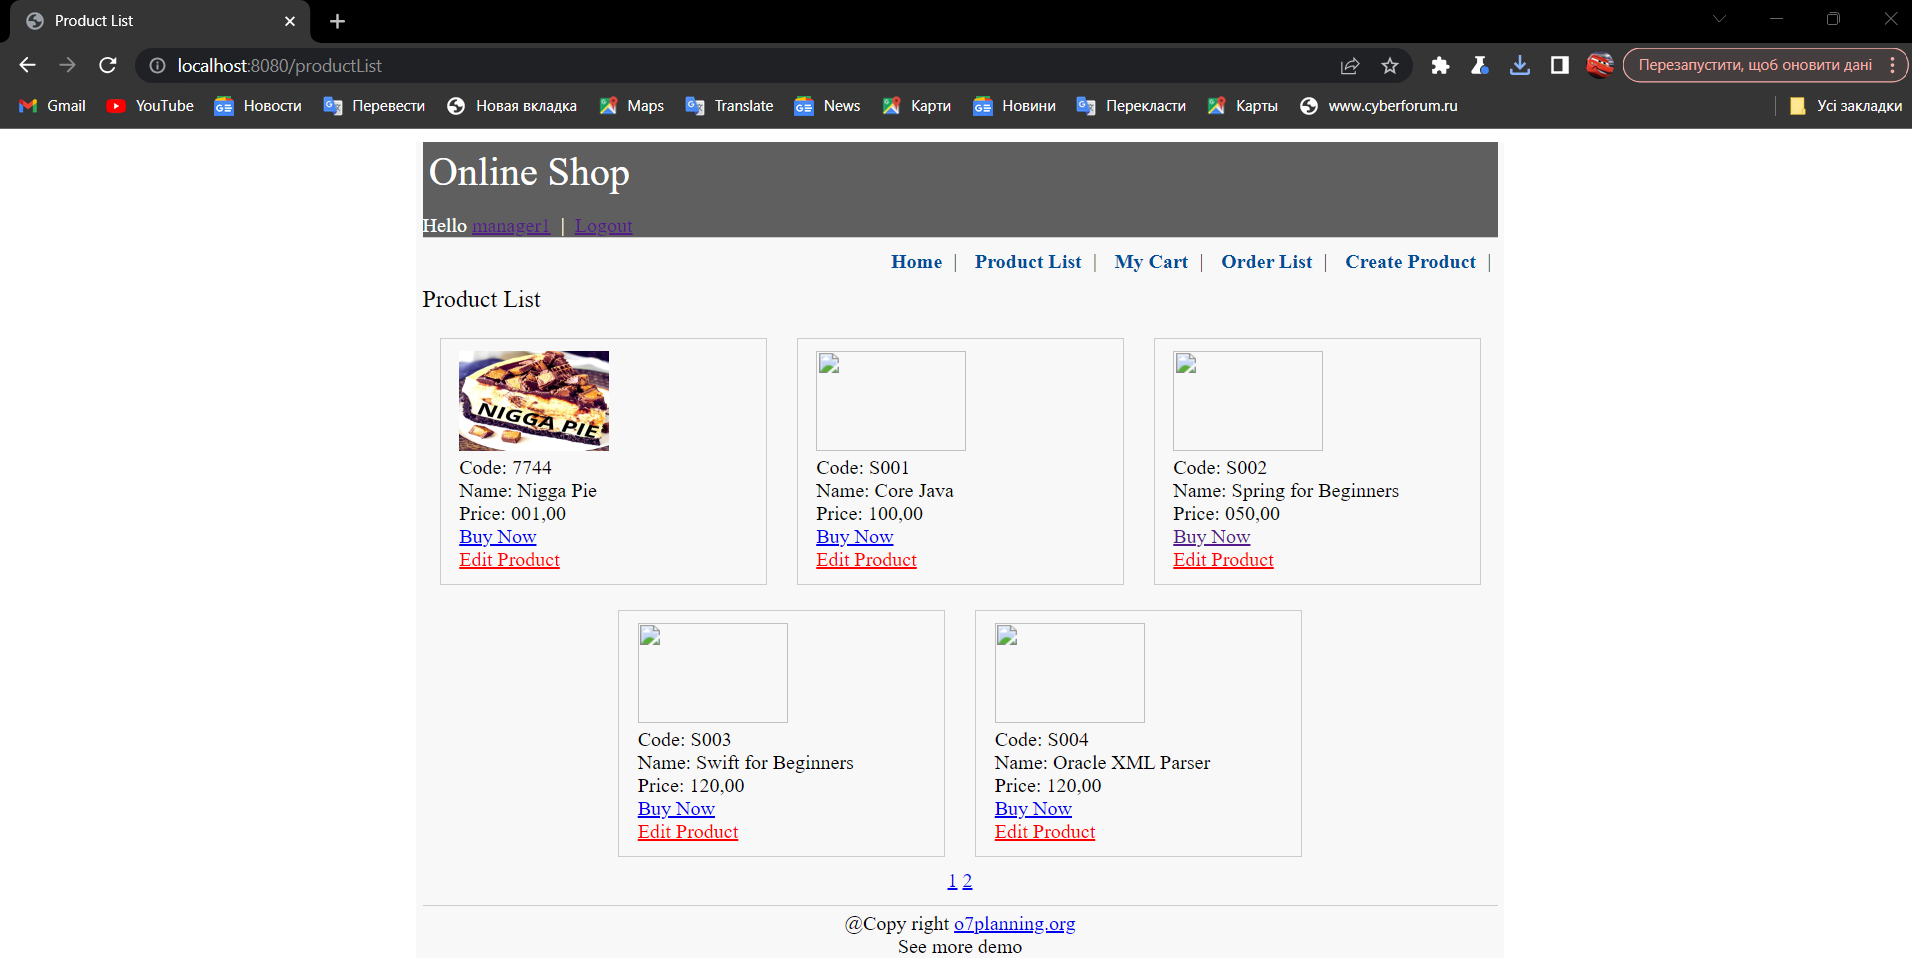 Product List
localhost:8080/productList
Перезапустити, щоб оновити дані
Gmail YouTube Новости Перевести Новая вкладка Maps Translate News Карти Новини Перекласти Карты www.cyberforum.ru Усі закладки
Online Shop
Hello manager1 | Logout
Home | Product List | My Cart | Order List | Create Product |
Product List
NIGGA PIE
Code: 7744
Name: Nigga Pie
Price: 001,00
Buy Now
Edit Product
Code: S001
Name: Core Java
Price: 100,00
Buy Now
Edit Product
Code: S002
Name: Spring for Beginners
Price: 050,00
Buy Now
Edit Product
Code: S003
Name: Swift for Beginners
Price: 120,00
Buy Now
Edit Product
Code: S004
Name: Oracle XML Parser
Price: 120,00
Buy Now
Edit Product
1 2
@Copy right o7planning.org
See more demo